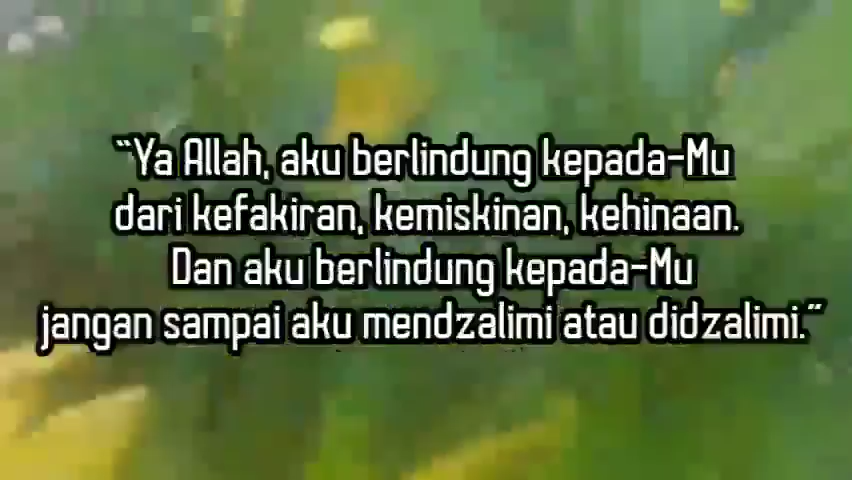 “Ya Allah, aku berlindung kepada-Mu
dari kefakiran, kemiskinan, kehinaan.
Dan aku berlindung kepada-Mu
jangan sampai aku mendzalimi atau didzalimi.”